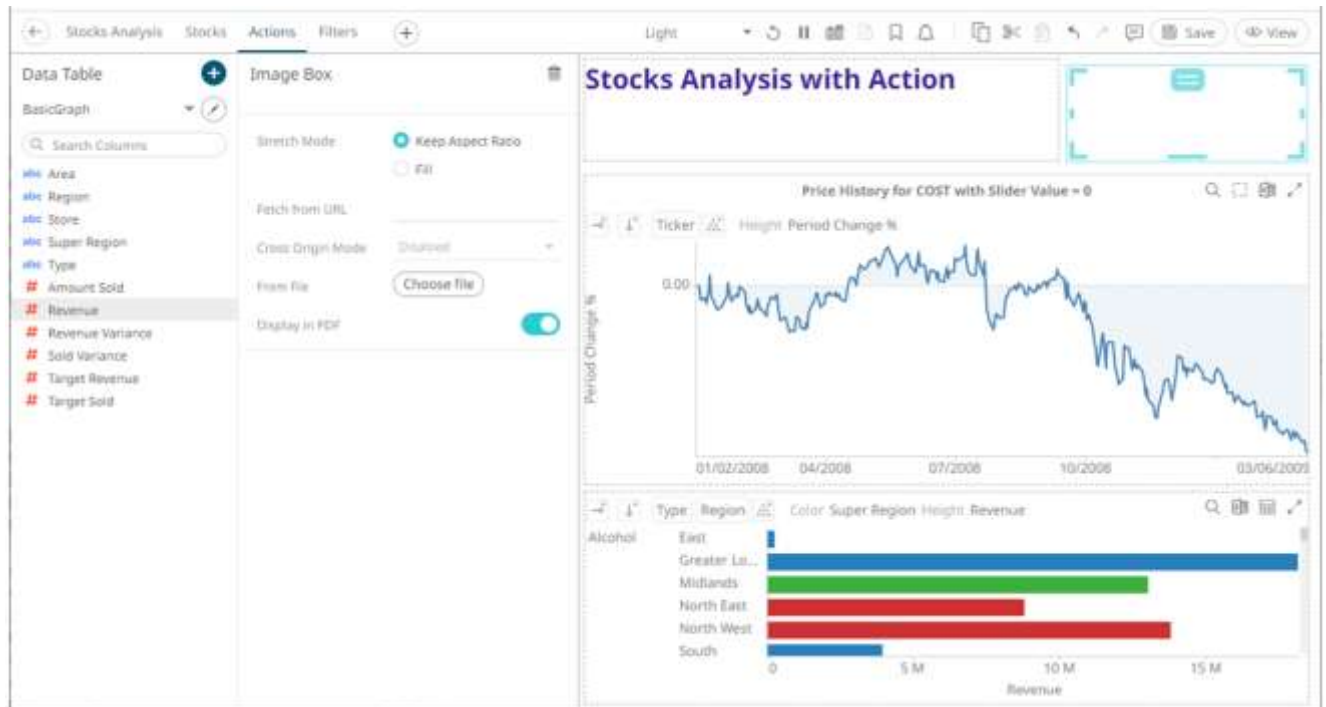 Stocks Analysis Stocks Actions Filters Light Save View
Data Table
BasicGraph
Search Columns
abc Area
abc Region
abc Store
abc Super Region
abc Type
# Amount Sold
# Revenue
# Revenue Variance
# Sold Variance
# Target Revenue
# Target Sold
Image Box
Stretch Mode Keep Aspect Ratio
Fill
Fetch from URL
Cross Origin Mode Disabled
From File Choose file
Display in PDF
Stocks Analysis with Action
Price History for COST with Slider Value = 0
Ticker Height Period Change %
0.00
Period Change %
01/02/2008 04/2008 07/2008 10/2008 03/06/2009
Type Region Color Super Region Height Revenue
Alcohol East
Greater Lo...
Midlands
North East
North West
South
0 5 M 10 M 15 M
Revenue